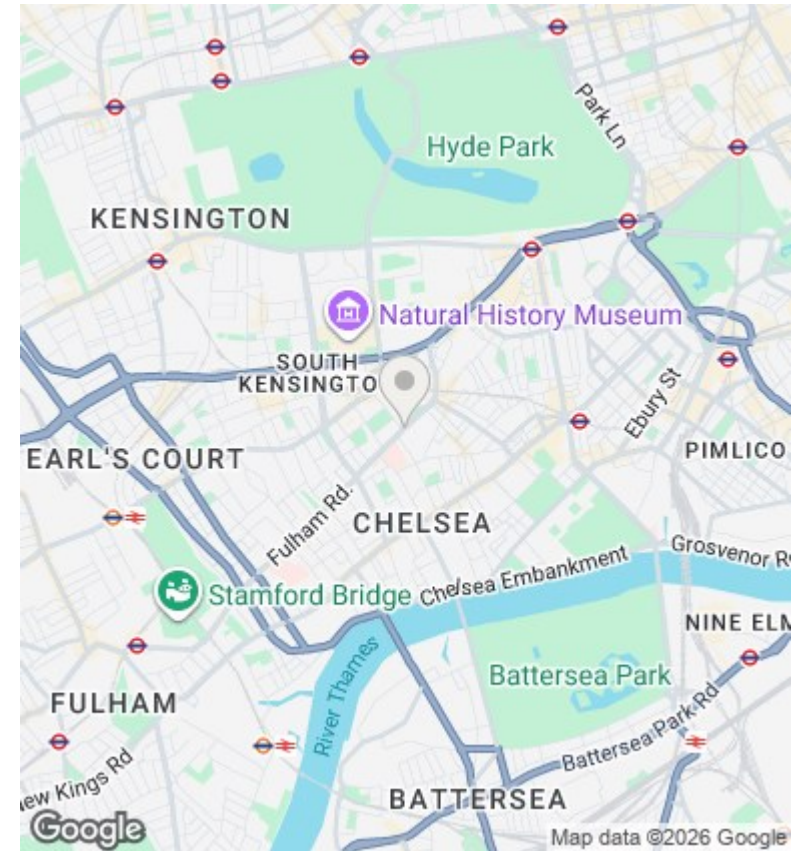 Park Ln
Hyde Park
KENSINGTON
Natural History Museum
SOUTH
KENSINGTO
Ebury St
EARL'S COURT
PIMLICO
Fulham Rd.
CHELSEA
Chelsea Embankment
Grosvenor R
Stamford Bridge
NINE ELM
River Thames
Battersea Park
FULHAM
Battersea Park Rd
ew Kings Rd
BATTERSEA
Google
Map data ©2026 Google